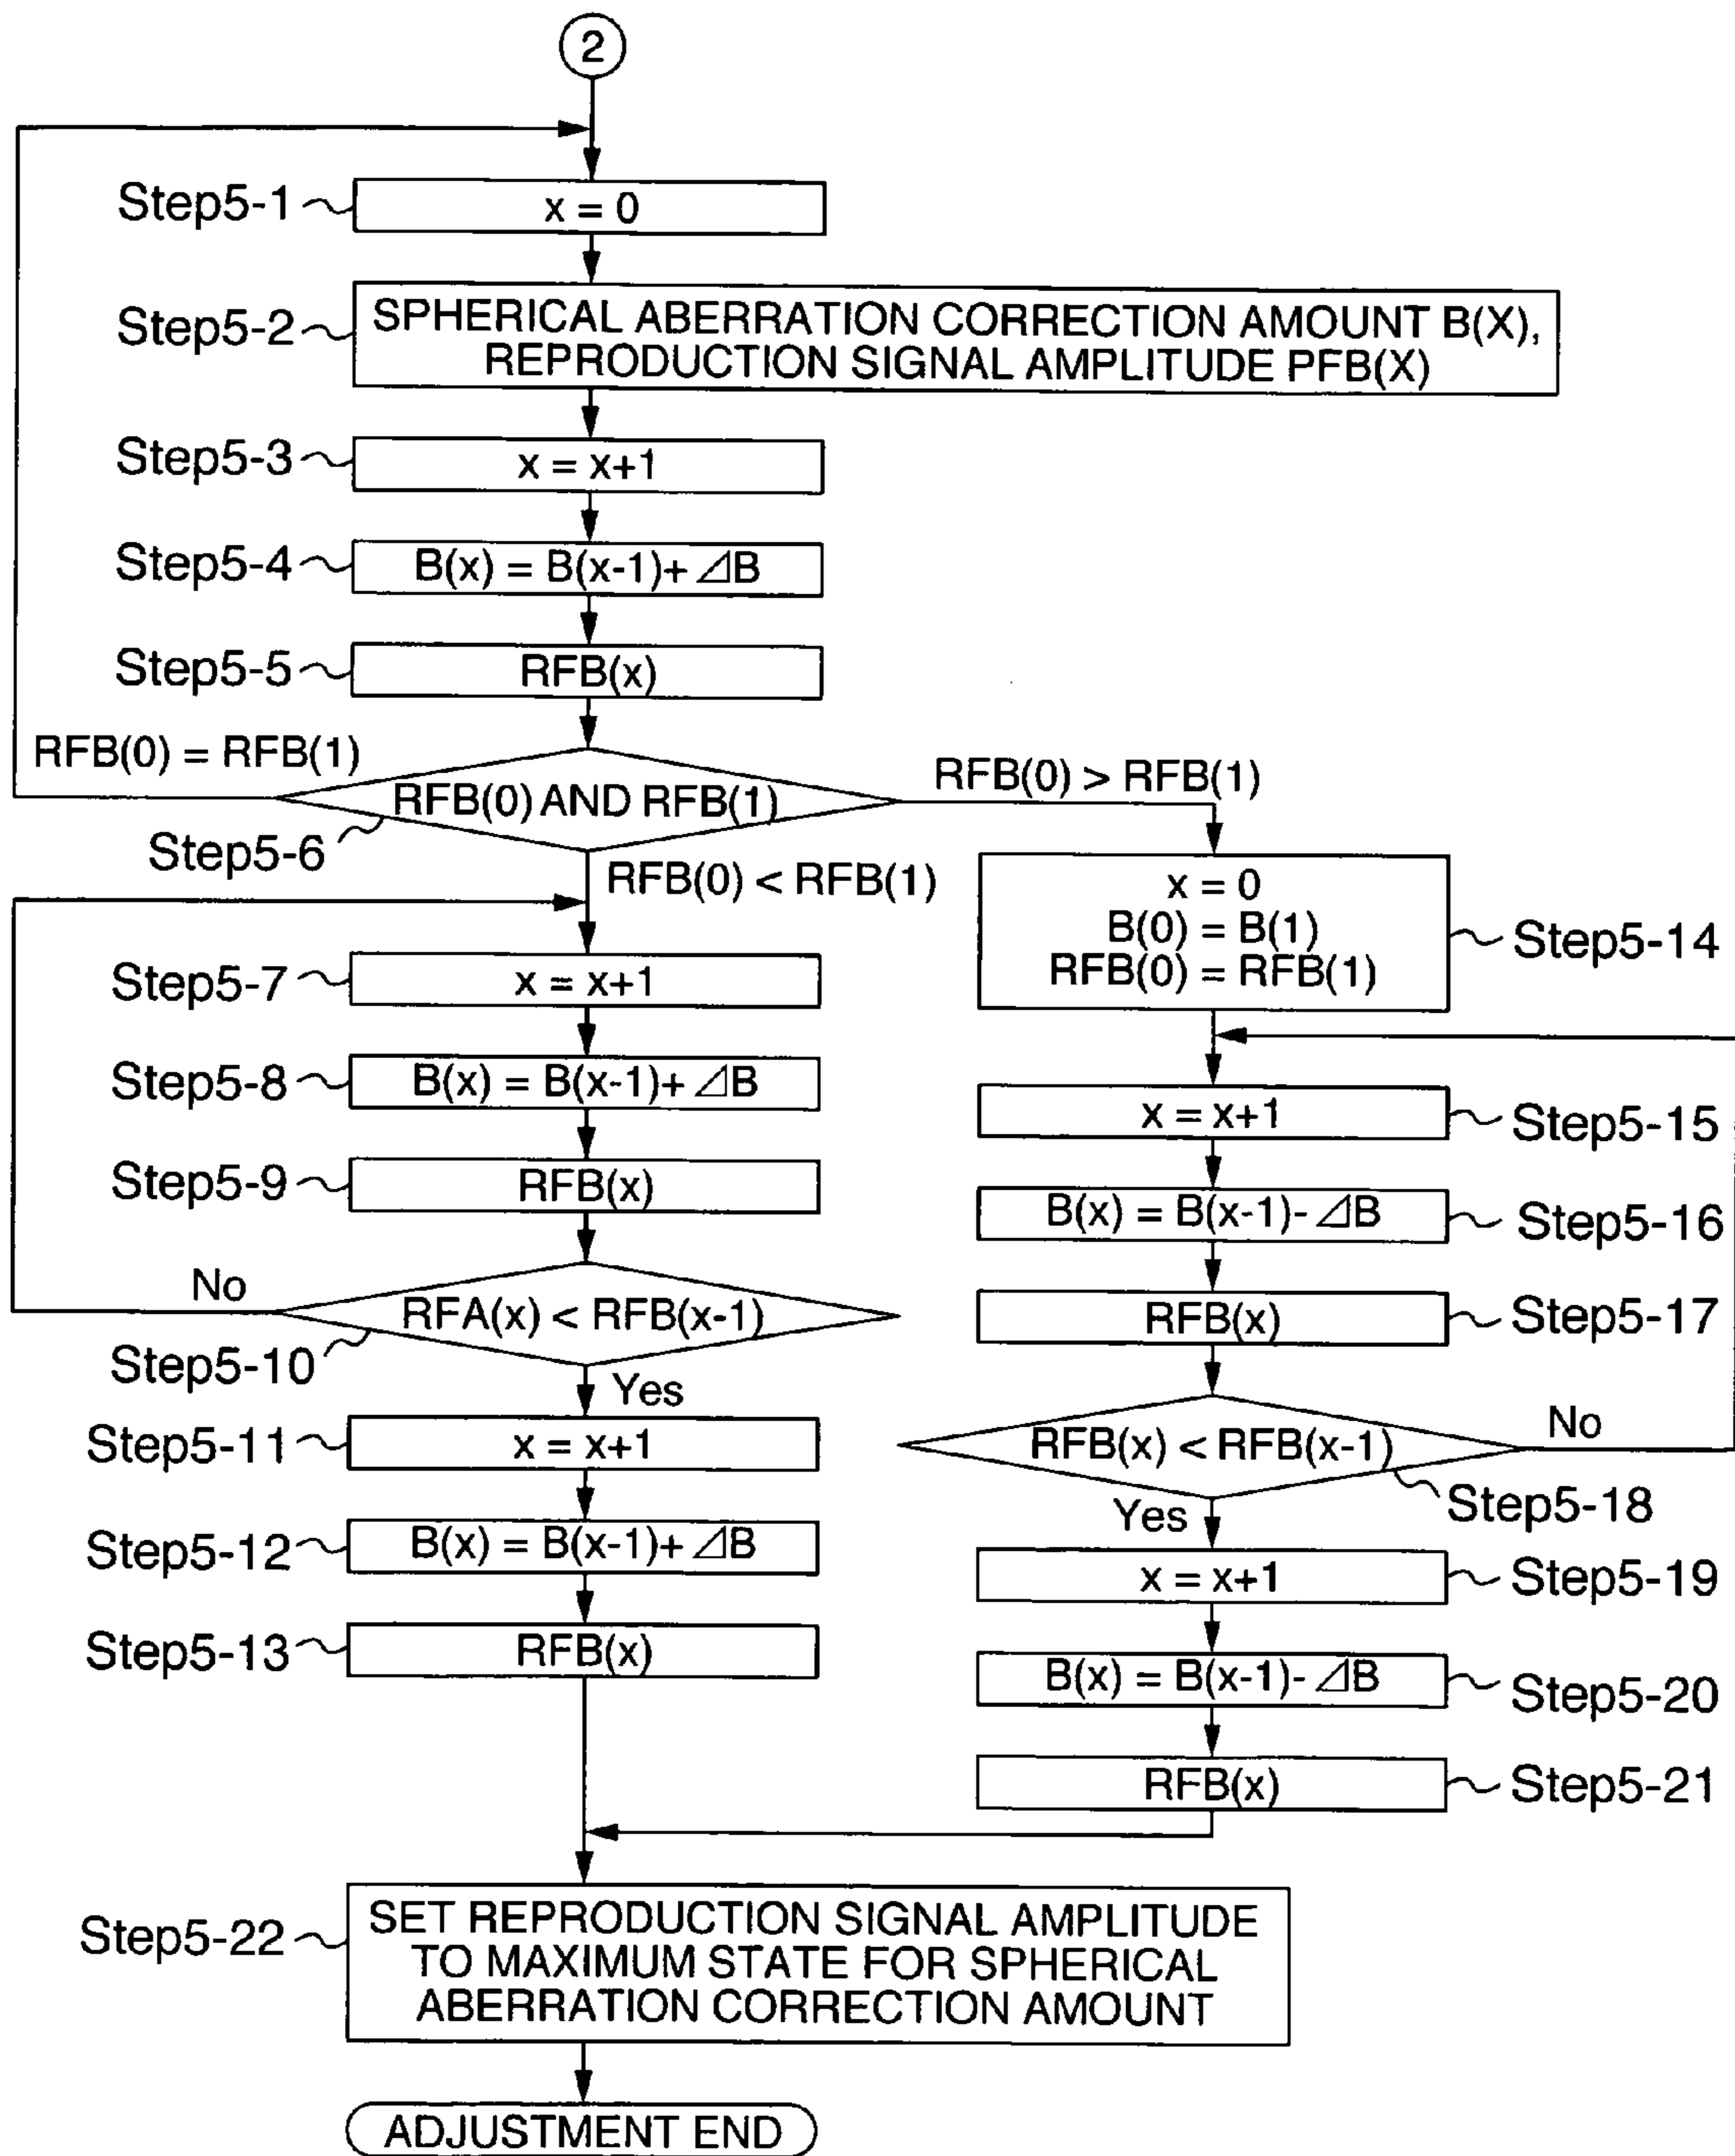 2
Step5-1
x = 0
Step5-2
SPHERICAL ABERRATION CORRECTION AMOUNT B(X),
REPRODUCTION SIGNAL AMPLITUDE PFB(X)
Step5-3
x = x+1
Step5-4
B(x) = B(x-1)+ ⊿B
Step5-5
RFB(x)
RFB(0) = RFB(1)
RFB(0) AND RFB(1)
RFB(0) > RFB(1)
Step5-6
RFB(0) < RFB(1)
Step5-7
x = x+1
Step5-8
B(x) = B(x-1)+ ⊿B
Step5-9
RFB(x)
No
RFA(x) < RFB(x-1)
Step5-10
Yes
Step5-11
x = x+1
Step5-12
B(x) = B(x-1)+ ⊿B
Step5-13
RFB(x)
x = 0
B(0) = B(1)
RFB(0) = RFB(1)
Step5-14
x = x+1
Step5-15
B(x) = B(x-1)- ⊿B
Step5-16
RFB(x)
Step5-17
RFB(x) < RFB(x-1)
No
Step5-18
Yes
x = x+1
Step5-19
B(x) = B(x-1)- ⊿B
Step5-20
RFB(x)
Step5-21
Step5-22
SET REPRODUCTION SIGNAL AMPLITUDE
TO MAXIMUM STATE FOR SPHERICAL
ABERRATION CORRECTION AMOUNT
ADJUSTMENT END